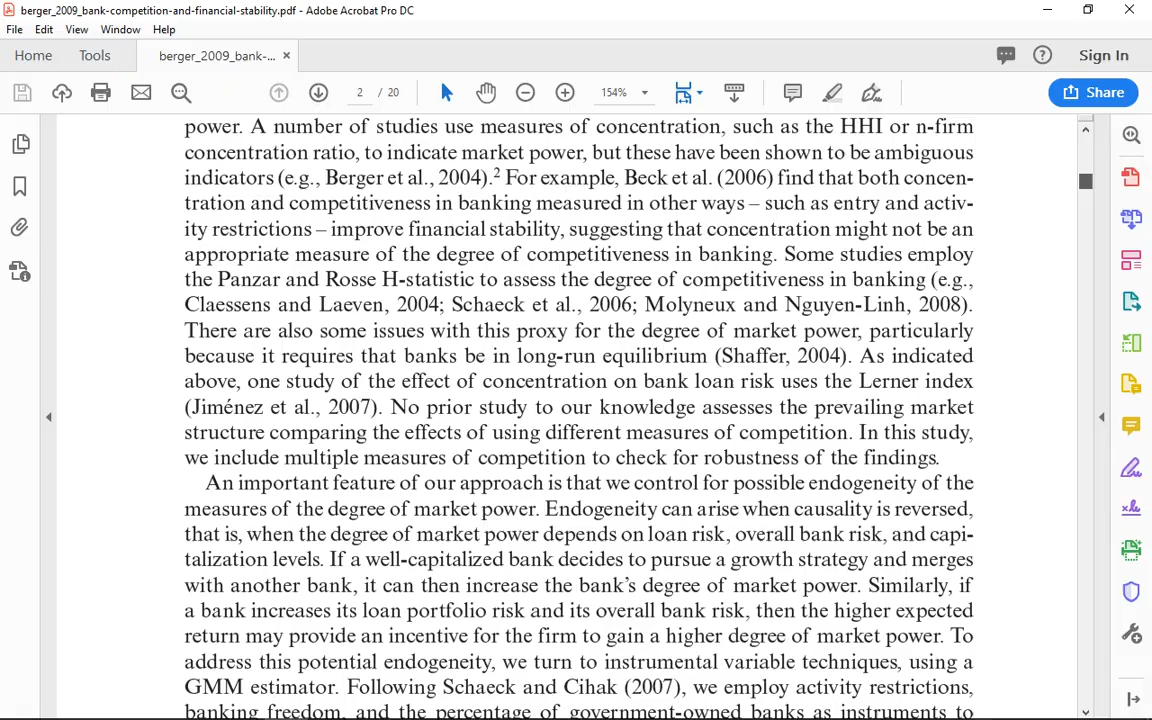 berger_2009_bank-competition-and-financial-stability.pdf - Adobe Acrobat Pro DC
File Edit View Window Help
Home Tools berger_2009_bank-... × Sign In
2 / 20 154% Share
power. A number of studies use measures of concentration, such as the HHI or n-firm
concentration ratio, to indicate market power, but these have been shown to be ambiguous
indicators (e.g., Berger et al., 2004).² For example, Beck et al. (2006) find that both concen-
tration and competitiveness in banking measured in other ways – such as entry and activ-
ity restrictions – improve financial stability, suggesting that concentration might not be an
appropriate measure of the degree of competitiveness in banking. Some studies employ
the Panzar and Rosse H-statistic to assess the degree of competitiveness in banking (e.g.,
Claessens and Laeven, 2004; Schaeck et al., 2006; Molyneux and Nguyen-Linh, 2008).
There are also some issues with this proxy for the degree of market power, particularly
because it requires that banks be in long-run equilibrium (Shaffer, 2004). As indicated
above, one study of the effect of concentration on bank loan risk uses the Lerner index
(Jiménez et al., 2007). No prior study to our knowledge assesses the prevailing market
structure comparing the effects of using different measures of competition. In this study,
we include multiple measures of competition to check for robustness of the findings.
An important feature of our approach is that we control for possible endogeneity of the
measures of the degree of market power. Endogeneity can arise when causality is reversed,
that is, when the degree of market power depends on loan risk, overall bank risk, and capi-
talization levels. If a well-capitalized bank decides to pursue a growth strategy and merges
with another bank, it can then increase the bank's degree of market power. Similarly, if
a bank increases its loan portfolio risk and its overall bank risk, then the higher expected
return may provide an incentive for the firm to gain a higher degree of market power. To
address this potential endogeneity, we turn to instrumental variable techniques, using a
GMM estimator. Following Schaeck and Cihak (2007), we employ activity restrictions,
banking freedom, and the percentage of government-owned banks as instruments to